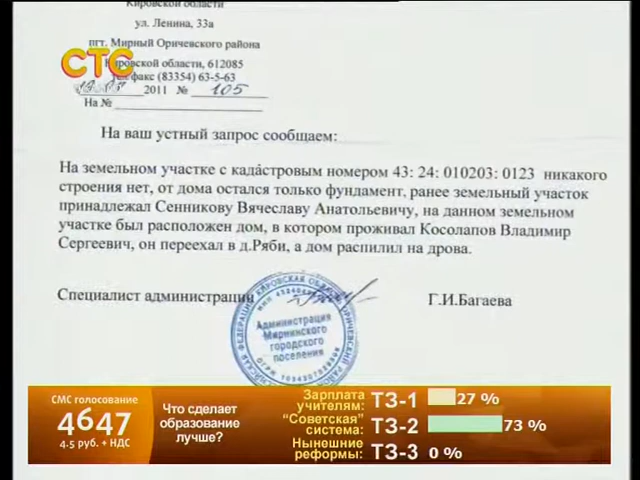 Кировской области
ул. Ленина, 33а
пгт. Мирный Оричевского района
Кировской области, 612085
факс (83354) 63-5-63
2011 № 105
На №
СТС
На ваш устный запрос сообщаем:
На земельном участке с кадастровым номером 43: 24: 010203: 0123 никакого
строения нет, от дома остался только фундамент, ранее земельный участок
принадлежал Сенникову Вячеславу Анатольевичу, на данном земельном
участке был расположен дом, в котором проживал Косолапов Владимир
Сергеевич, он переехал в д.Ряби, а дом распилил на дрова.
Специалист администрации
Г.И.Багаева
Администрация
Мирнинского
городского
поселения
СМС голосование
4647
4.5 руб. + НДС
Что сделает
образование
лучше?
Зарплата
учителям: ТЗ-1 27 %
"Советская"
система: ТЗ-2 73 %
Нынешние
реформы: ТЗ-3 0 %